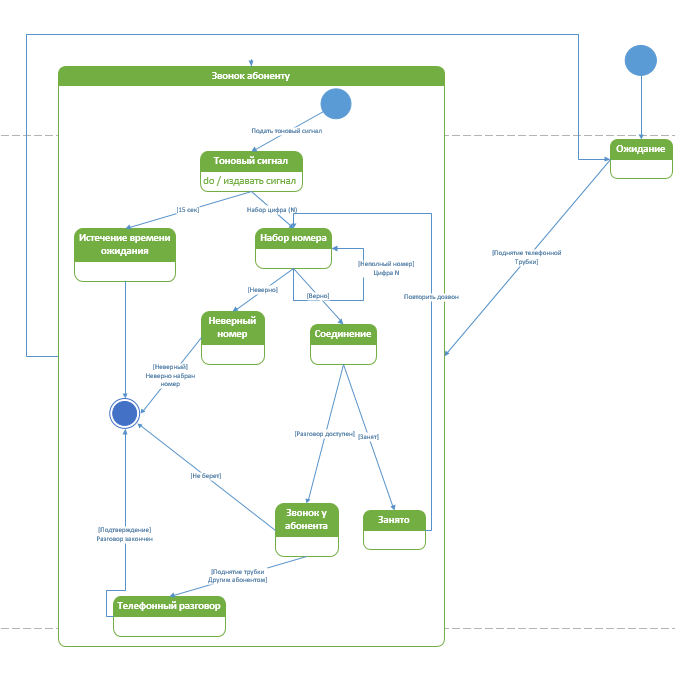 Звонок абоненту
Подать тоновый сигнал
Ожидание
Тоновый сигнал
do / издавать сигнал
[15 сек]
Набор цифра (N)
Истечение времени
ожидания
Набор номера
[Поднятие телефонной
Трубки]
[Неполный номер]
Цифра N
[Неверно]
[Верно]
Повторить дозвон
Неверный
номер
Соединение
[Неверный]
Неверно набран
номер
[Разговор доступен]
[Занят]
[Не берет]
Звонок у
абонента
Занято
[Подтверждение]
Разговор закончен
[Поднятие трубки
Другим абонентом]
Телефонный разговор